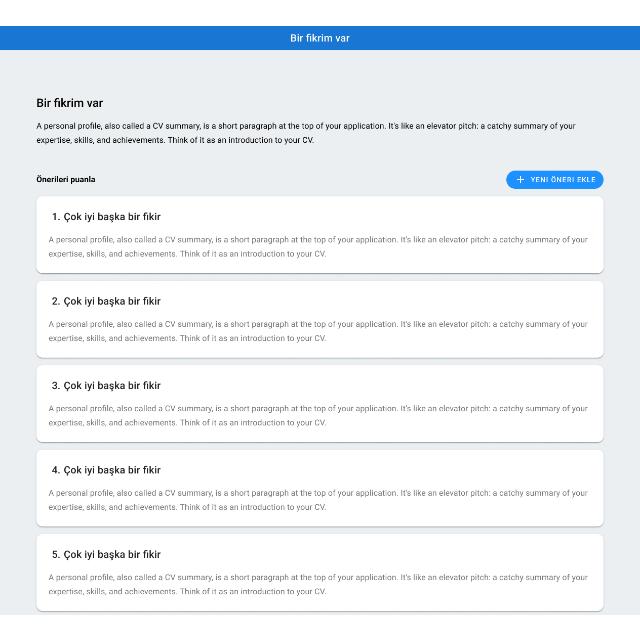 Bir fikrim var
Bir fikrim var
A personal profile, also called a CV summary, is a short paragraph at the top of your application. It's like an elevator pitch: a catchy summary of your
expertise, skills, and achievements. Think of it as an introduction to your CV.
Önerileri puanla
+ YENİ ÖNERİ EKLE
1. Çok iyi başka bir fikir
A personal profile, also called a CV summary, is a short paragraph at the top of your application. It's like an elevator pitch: a catchy summary of your
expertise, skills, and achievements. Think of it as an introduction to your CV.
2. Çok iyi başka bir fikir
A personal profile, also called a CV summary, is a short paragraph at the top of your application. It's like an elevator pitch: a catchy summary of your
expertise, skills, and achievements. Think of it as an introduction to your CV.
3. Çok iyi başka bir fikir
A personal profile, also called a CV summary, is a short paragraph at the top of your application. It's like an elevator pitch: a catchy summary of your
expertise, skills, and achievements. Think of it as an introduction to your CV.
4. Çok iyi başka bir fikir
A personal profile, also called a CV summary, is a short paragraph at the top of your application. It's like an elevator pitch: a catchy summary of your
expertise, skills, and achievements. Think of it as an introduction to your CV.
5. Çok iyi başka bir fikir
A personal profile, also called a CV summary, is a short paragraph at the top of your application. It's like an elevator pitch: a catchy summary of your
expertise, skills, and achievements. Think of it as an introduction to your CV.